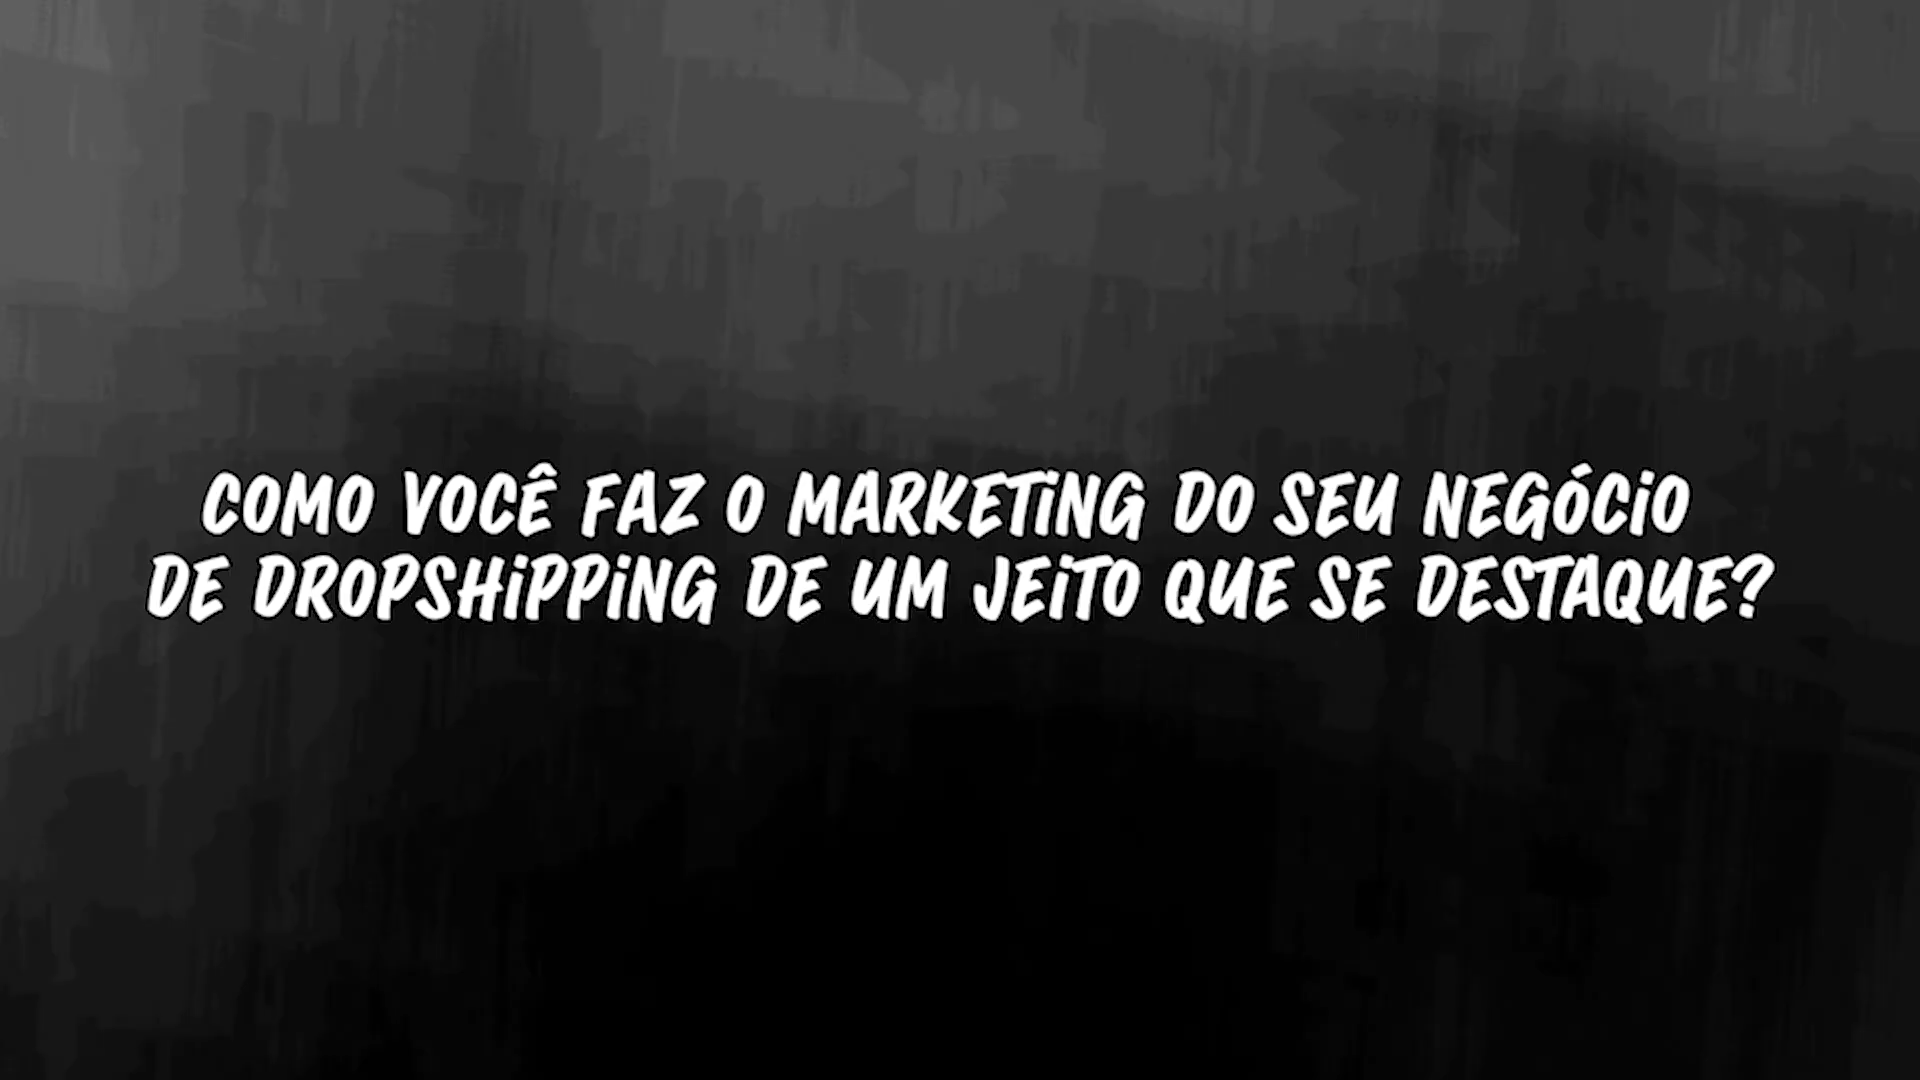 COMO VOCÊ FAZ O MARKETING DO SEU NEGÓCIO
DE DROPSHIPPING DE UM JEITO QUE SE DESTAQUE?